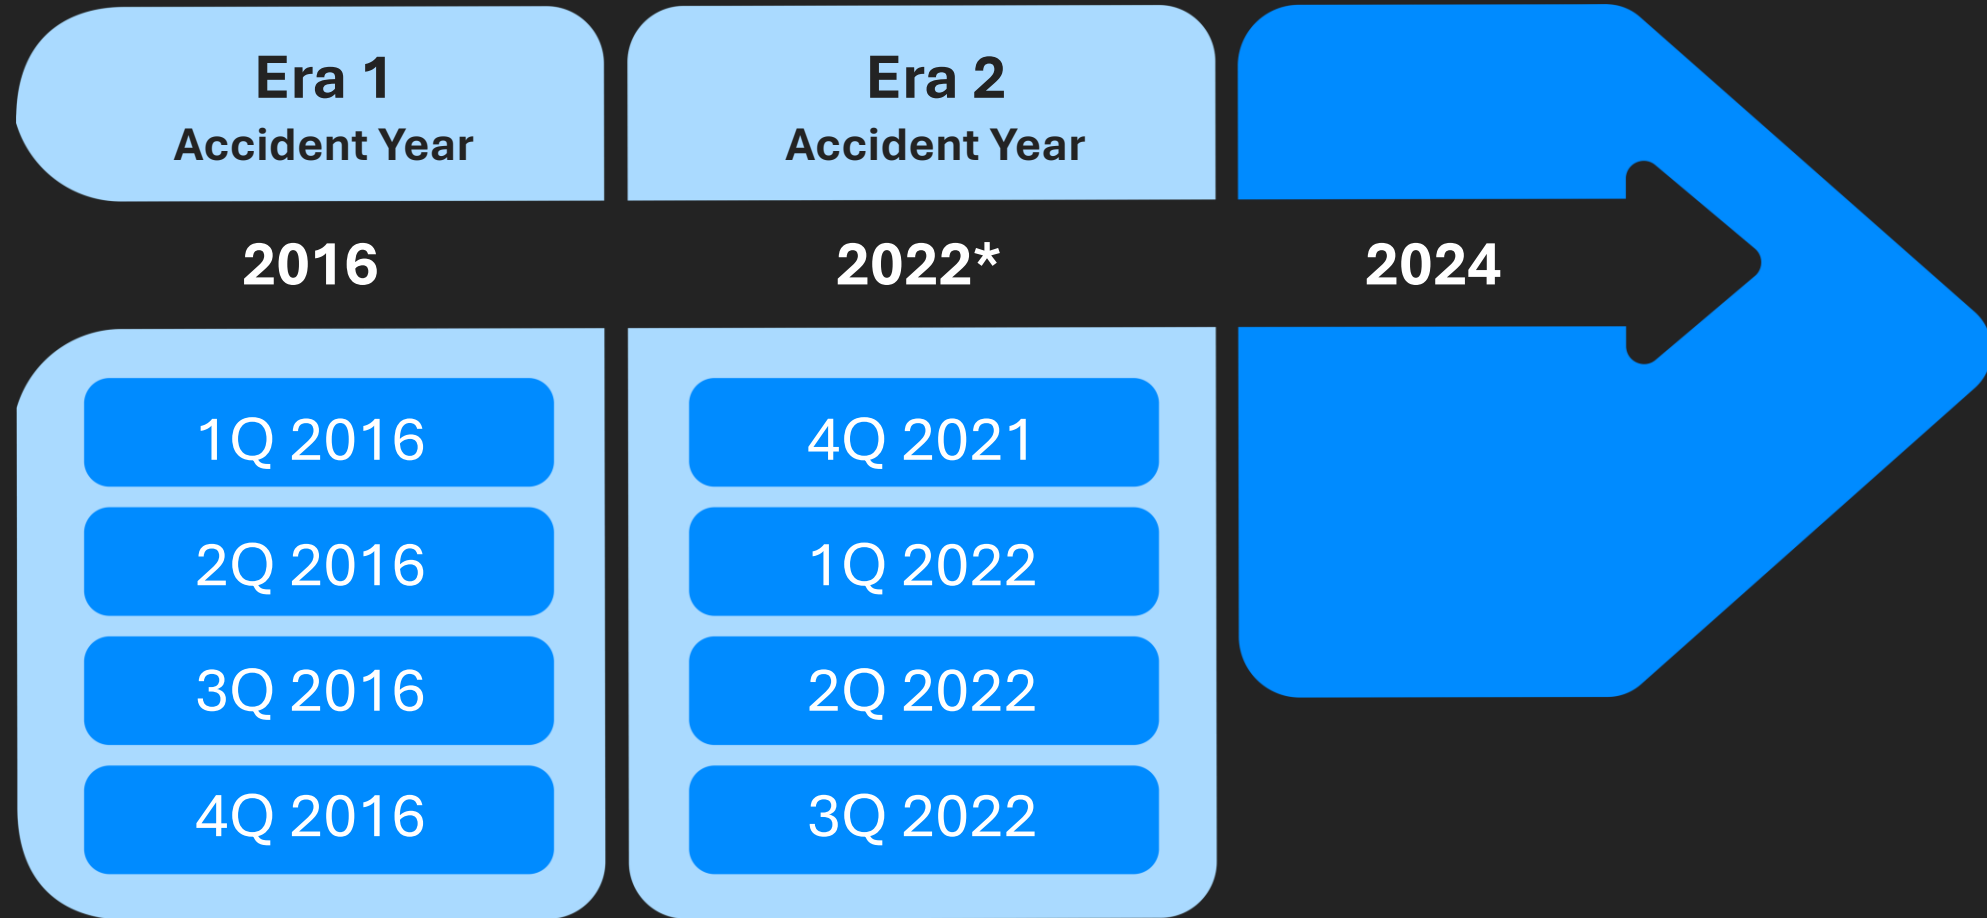 Era 1
Accident Year
Era 2
Accident Year
2016
2022*
2024
1Q 2016
2Q 2016
3Q 2016
4Q 2016
4Q 2021
1Q 2022
2Q 2022
3Q 2022